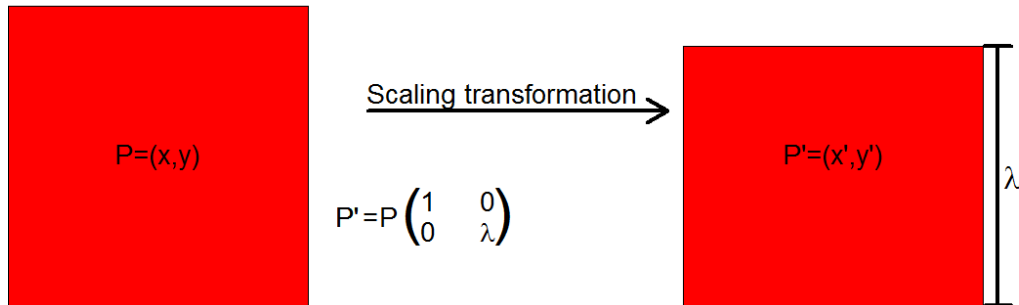 Scaling transformation
P=(x,y)
P'=(x',y')
λ
P'=P(1 0
0 λ)